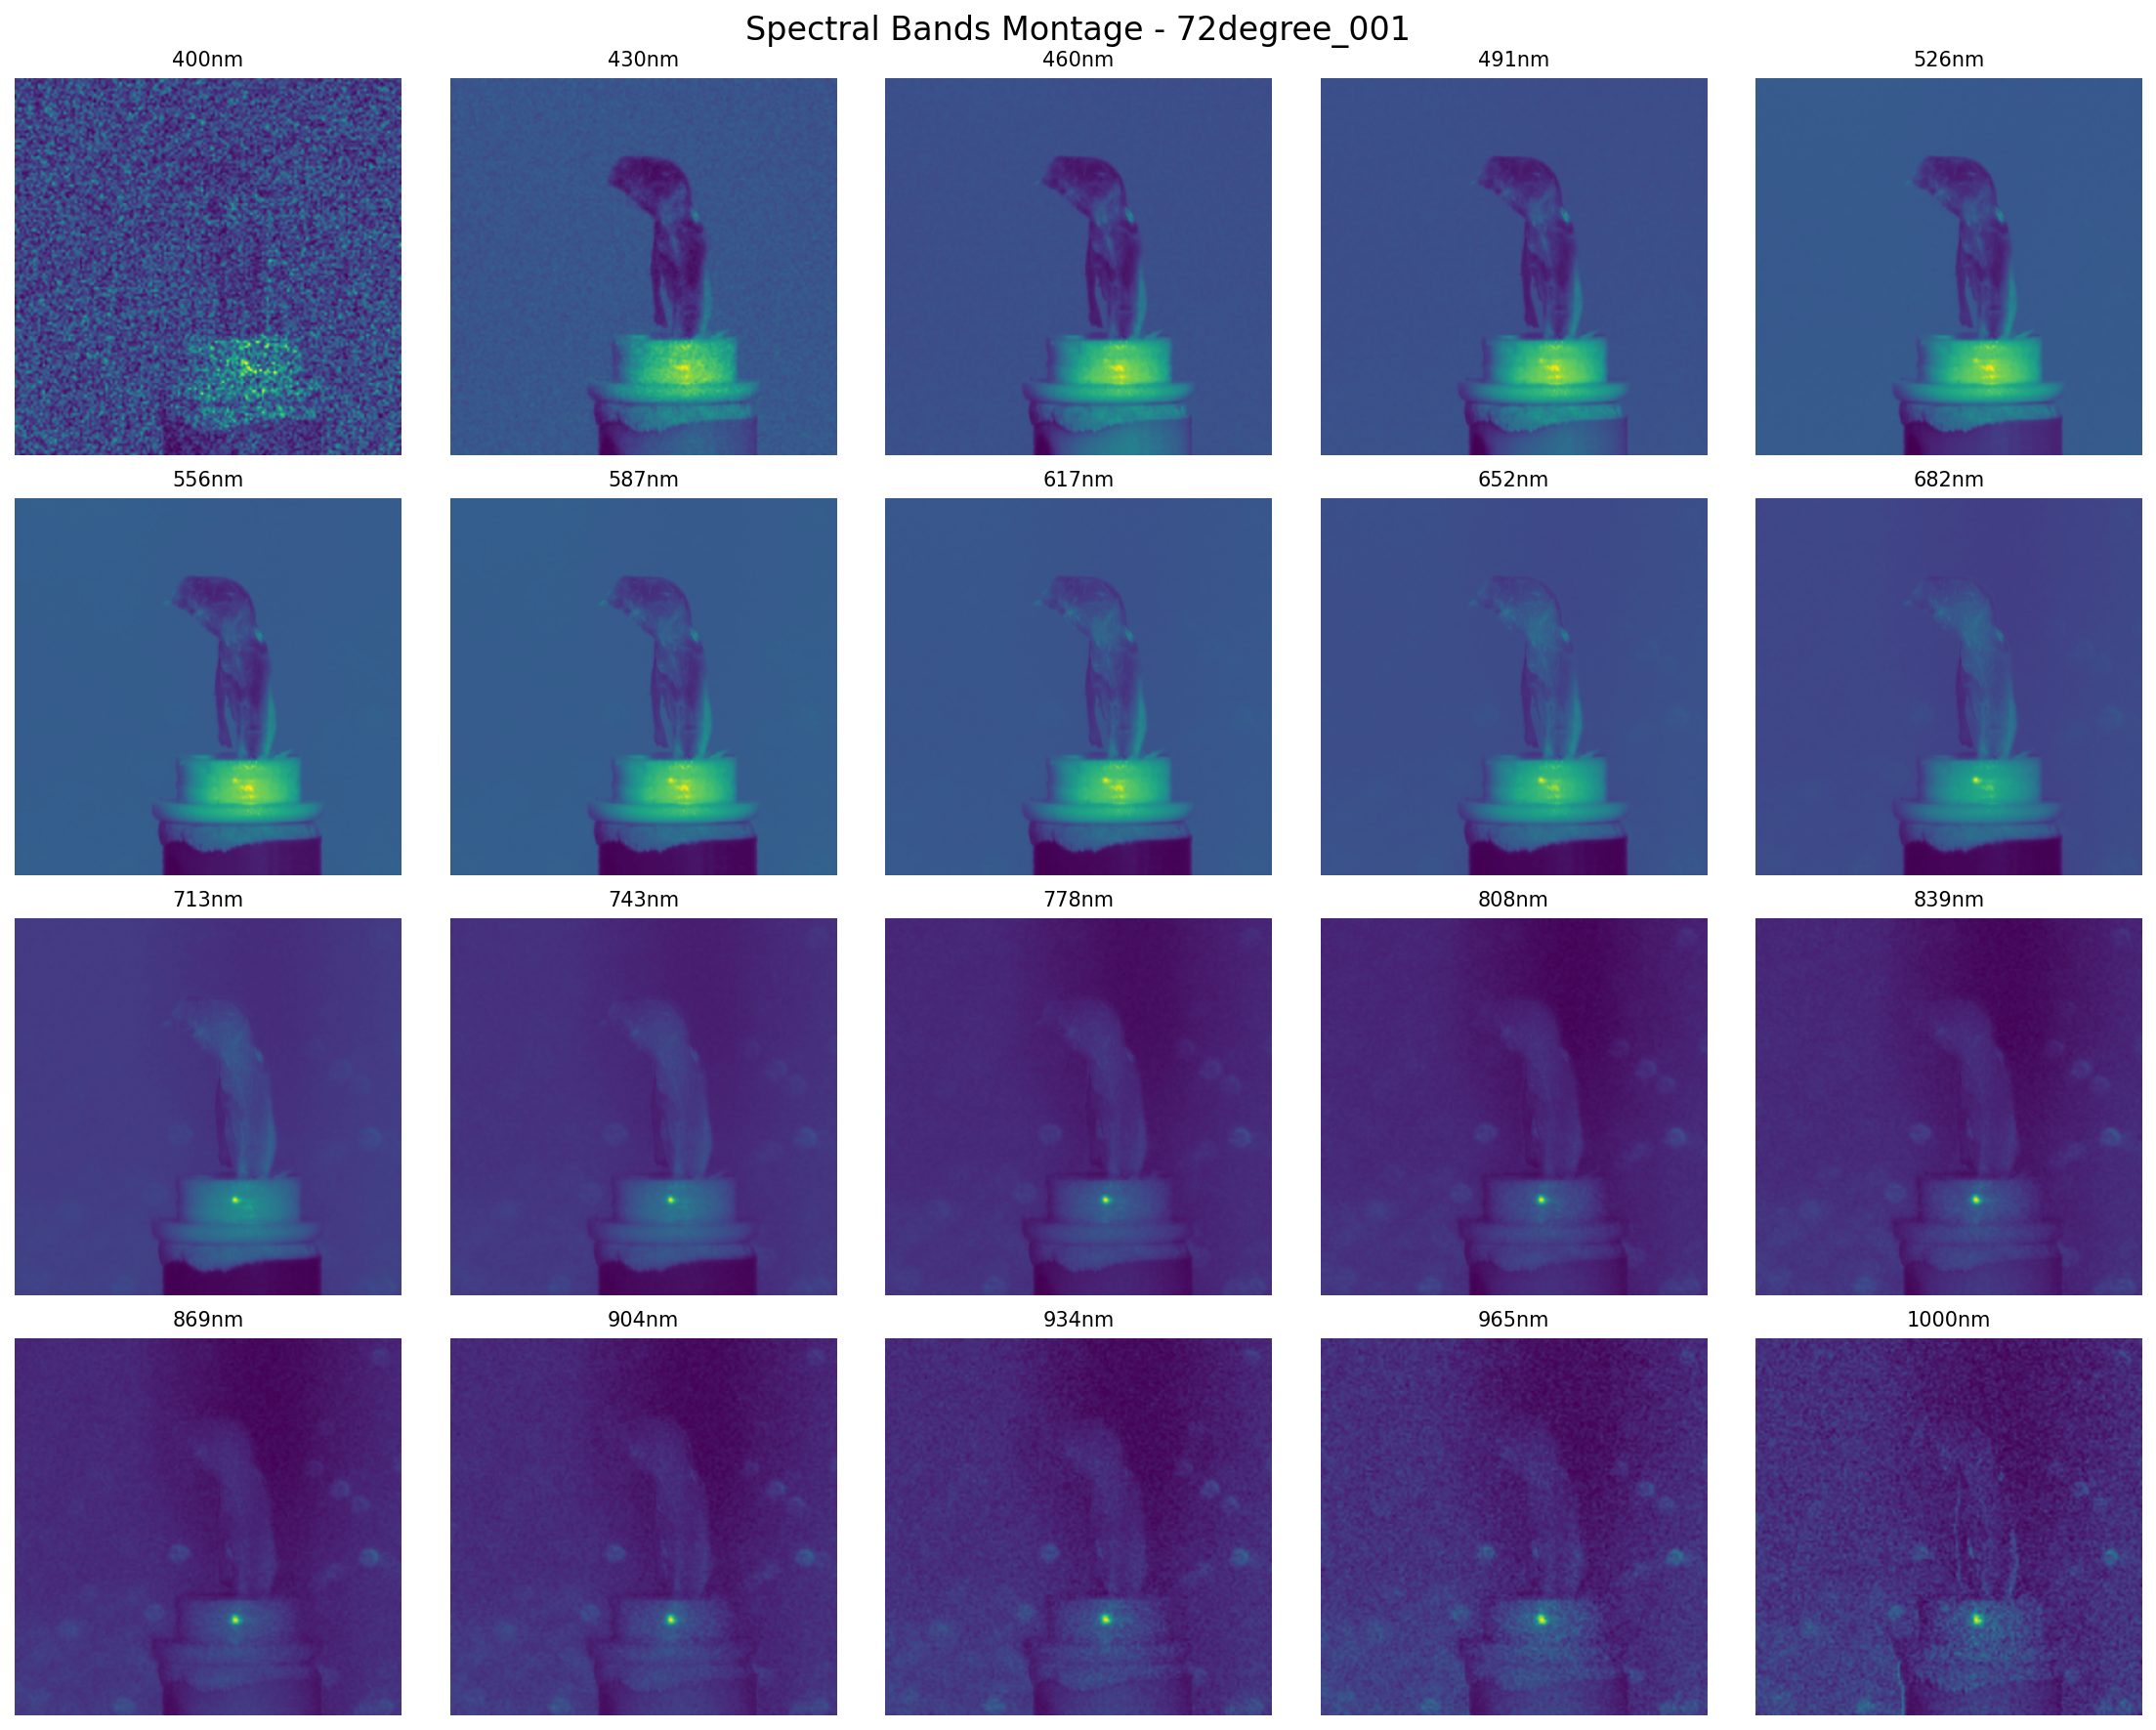 Spectral Bands Montage - 72degree_001
400nm
430nm
460nm
491nm
526nm
556nm
587nm
617nm
652nm
682nm
713nm
743nm
778nm
808nm
839nm
869nm
904nm
934nm
965nm
1000nm